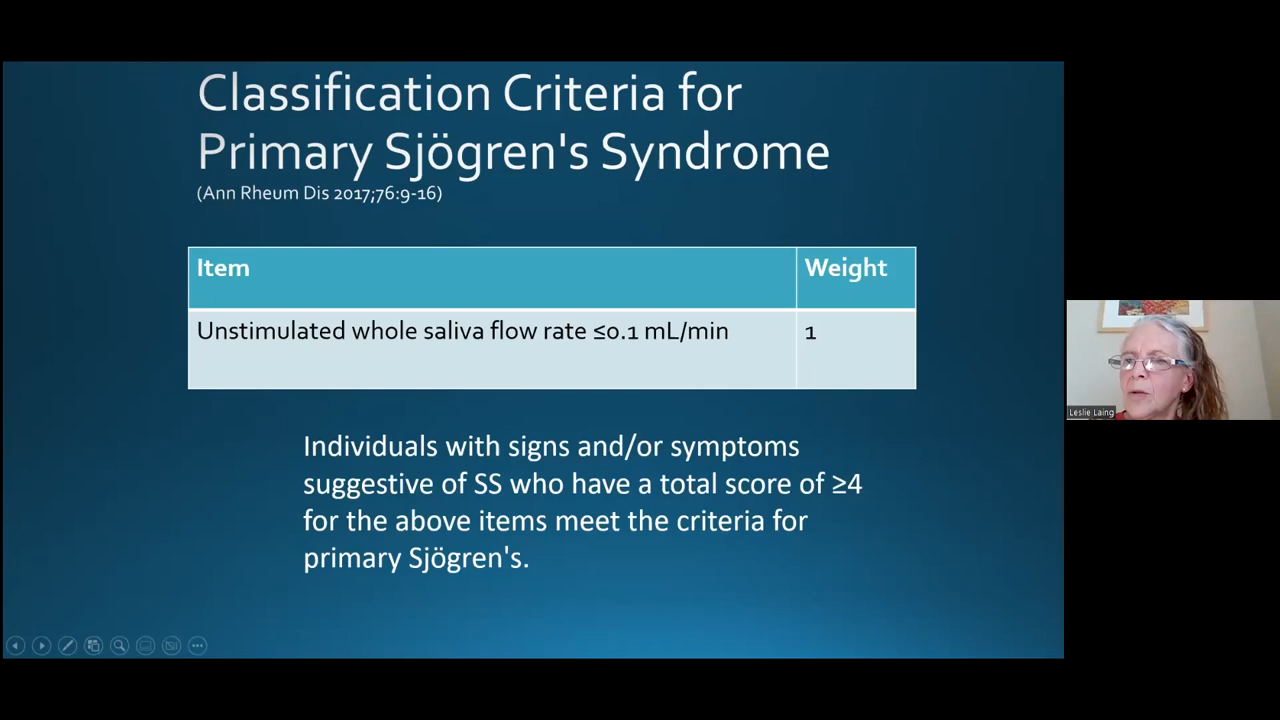 Classification Criteria for
Primary Sjögren's Syndrome
(Ann Rheum Dis 2017;76:9-16)
Item
Weight
Unstimulated whole saliva flow rate ≤0.1 mL/min
1
Individuals with signs and/or symptoms
suggestive of SS who have a total score of ≥4
for the above items meet the criteria for
primary Sjögren's.
Leslie Laing